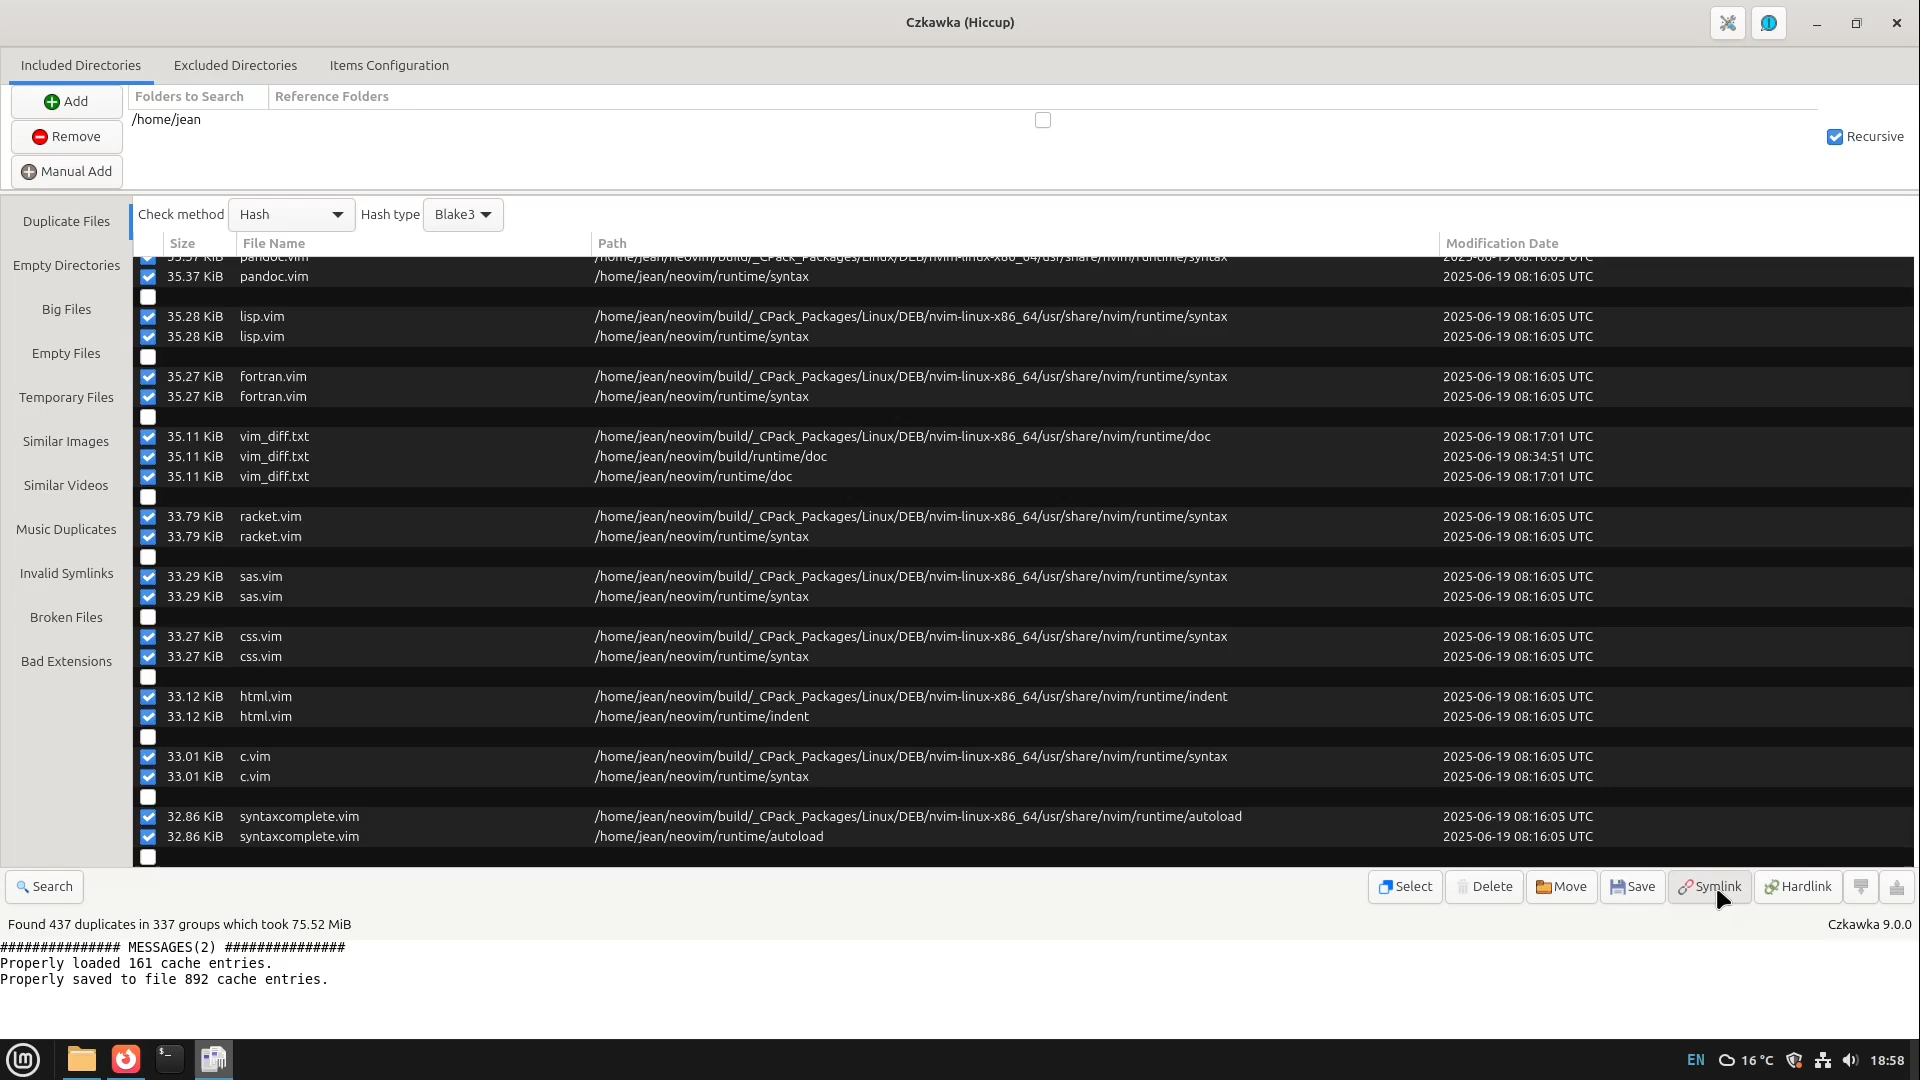 Czkawka (Hiccup)
Included Directories Excluded Directories Items Configuration
Add
Remove
Manual Add
Folders to Search Reference Folders
/home/jean
Recursive
Duplicate Files
Empty Directories
Big Files
Empty Files
Temporary Files
Similar Images
Similar Videos
Music Duplicates
Invalid Symlinks
Broken Files
Bad Extensions
Check method Hash Hash type Blake3
Size File Name Path Modification Date
35.37 KiB pandoc.vim /home/jean/neovim/build/_CPack_Packages/Linux/DEB/nvim-linux-x86_64/usr/share/nvim/runtime/syntax 2025-06-19 08:16:05 UTC
35.37 KiB pandoc.vim /home/jean/neovim/runtime/syntax 2025-06-19 08:16:05 UTC
35.28 KiB lisp.vim /home/jean/neovim/build/_CPack_Packages/Linux/DEB/nvim-linux-x86_64/usr/share/nvim/runtime/syntax 2025-06-19 08:16:05 UTC
35.28 KiB lisp.vim /home/jean/neovim/runtime/syntax 2025-06-19 08:16:05 UTC
35.27 KiB fortran.vim /home/jean/neovim/build/_CPack_Packages/Linux/DEB/nvim-linux-x86_64/usr/share/nvim/runtime/syntax 2025-06-19 08:16:05 UTC
35.27 KiB fortran.vim /home/jean/neovim/runtime/syntax 2025-06-19 08:16:05 UTC
35.11 KiB vim_diff.txt /home/jean/neovim/build/_CPack_Packages/Linux/DEB/nvim-linux-x86_64/usr/share/nvim/runtime/doc 2025-06-19 08:17:01 UTC
35.11 KiB vim_diff.txt /home/jean/neovim/build/runtime/doc 2025-06-19 08:34:51 UTC
35.11 KiB vim_diff.txt /home/jean/neovim/runtime/doc 2025-06-19 08:17:01 UTC
33.79 KiB racket.vim /home/jean/neovim/build/_CPack_Packages/Linux/DEB/nvim-linux-x86_64/usr/share/nvim/runtime/syntax 2025-06-19 08:16:05 UTC
33.79 KiB racket.vim /home/jean/neovim/runtime/syntax 2025-06-19 08:16:05 UTC
33.29 KiB sas.vim /home/jean/neovim/build/_CPack_Packages/Linux/DEB/nvim-linux-x86_64/usr/share/nvim/runtime/syntax 2025-06-19 08:16:05 UTC
33.29 KiB sas.vim /home/jean/neovim/runtime/syntax 2025-06-19 08:16:05 UTC
33.27 KiB css.vim /home/jean/neovim/build/_CPack_Packages/Linux/DEB/nvim-linux-x86_64/usr/share/nvim/runtime/syntax 2025-06-19 08:16:05 UTC
33.27 KiB css.vim /home/jean/neovim/runtime/syntax 2025-06-19 08:16:05 UTC
33.12 KiB html.vim /home/jean/neovim/build/_CPack_Packages/Linux/DEB/nvim-linux-x86_64/usr/share/nvim/runtime/indent 2025-06-19 08:16:05 UTC
33.12 KiB html.vim /home/jean/neovim/runtime/indent 2025-06-19 08:16:05 UTC
33.01 KiB c.vim /home/jean/neovim/build/_CPack_Packages/Linux/DEB/nvim-linux-x86_64/usr/share/nvim/runtime/syntax 2025-06-19 08:16:05 UTC
33.01 KiB c.vim /home/jean/neovim/runtime/syntax 2025-06-19 08:16:05 UTC
32.86 KiB syntaxcomplete.vim /home/jean/neovim/build/_CPack_Packages/Linux/DEB/nvim-linux-x86_64/usr/share/nvim/runtime/autoload 2025-06-19 08:16:05 UTC
32.86 KiB syntaxcomplete.vim /home/jean/neovim/runtime/autoload 2025-06-19 08:16:05 UTC
Search Select Delete Move Save Symlink Hardlink
Found 437 duplicates in 337 groups which took 75.52 MiB Czkawka 9.0.0
############### MESSAGES(2) ###############
Properly loaded 161 cache entries.
Properly saved to file 892 cache entries.
EN 16 °C 18:58